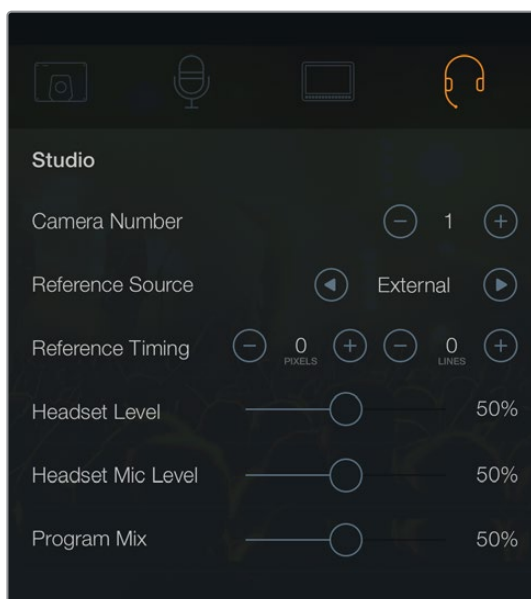 Studio
Camera Number 1
Reference Source External
Reference Timing 0 PIXELS 0 LINES
Headset Level 50%
Headset Mic Level 50%
Program Mix 50%